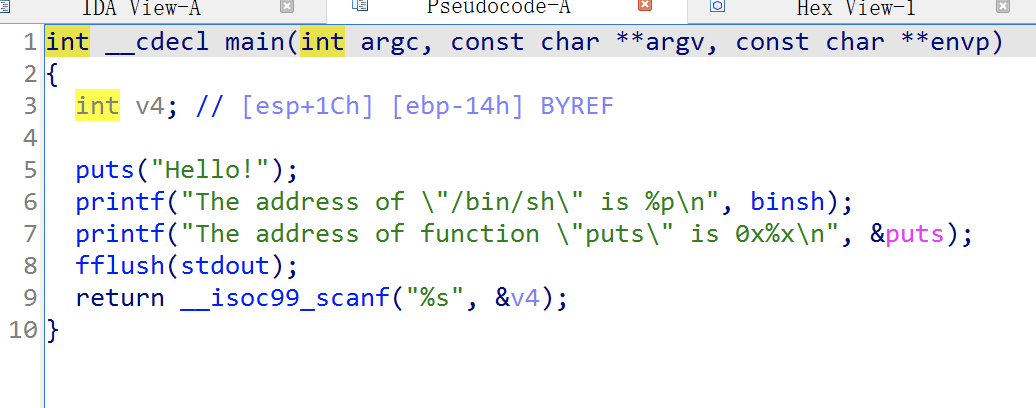 IDA View-A Pseudocode-A Hex View-1
1 int __cdecl main(int argc, const char **argv, const char **envp)
2 {
3 int v4; // [esp+1Ch] [ebp-14h] BYREF
4
5 puts("Hello!");
6 printf("The address of \"/bin/sh\" is %p\n", binsh);
7 printf("The address of function \"puts\" is 0x%x\n", &puts);
8 fflush(stdout);
9 return __isoc99_scanf("%s", &v4);
10 }